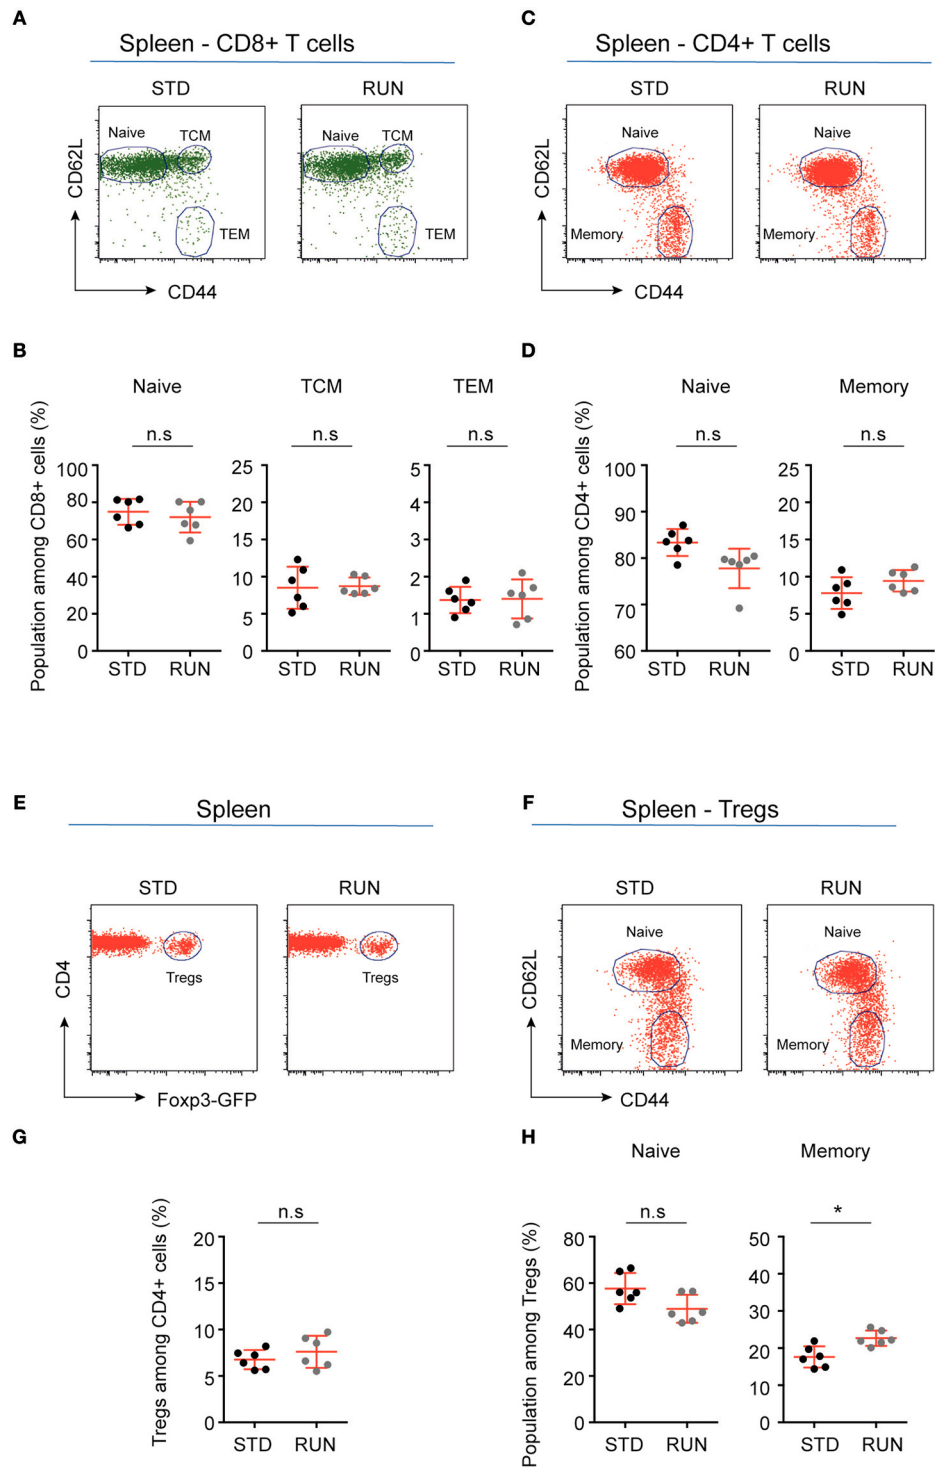 A
Spleen - CD8+ T cells
STD
RUN
Naive
TCM
TEM
Naive
TCM
TEM
CD62L
CD44
C
Spleen - CD4+ T cells
STD
RUN
Naive
Memory
Naive
Memory
CD62L
CD44
B
Population among CD8+ cells (%)
Naive
n.s
100
80
60
40
20
0
STD RUN
TCM
n.s
25
20
15
10
5
0
STD RUN
TEM
n.s
5
4
3
2
1
0
STD RUN
D
Population among CD4+ cells (%)
Naive
n.s
100
90
80
70
60
STD RUN
Memory
n.s
25
20
15
10
5
0
STD RUN
E
Spleen
STD
RUN
Tregs
Tregs
CD4
Foxp3-GFP
F
Spleen - Tregs
STD
RUN
Naive
Memory
Naive
Memory
CD62L
CD44
G
Tregs among CD4+ cells (%)
n.s
20
15
10
5
0
STD RUN
H
Population among Tregs (%)
Naive
n.s
80
60
40
20
0
STD RUN
Memory
*
50
40
30
20
10
0
STD RUN